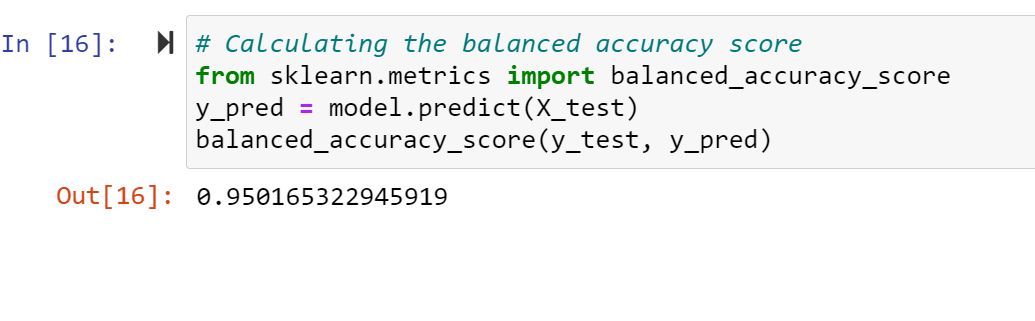 In [16]: # Calculating the balanced accuracy score
from sklearn.metrics import balanced_accuracy_score
y_pred = model.predict(X_test)
balanced_accuracy_score(y_test, y_pred)
Out[16]: 0.950165322945919